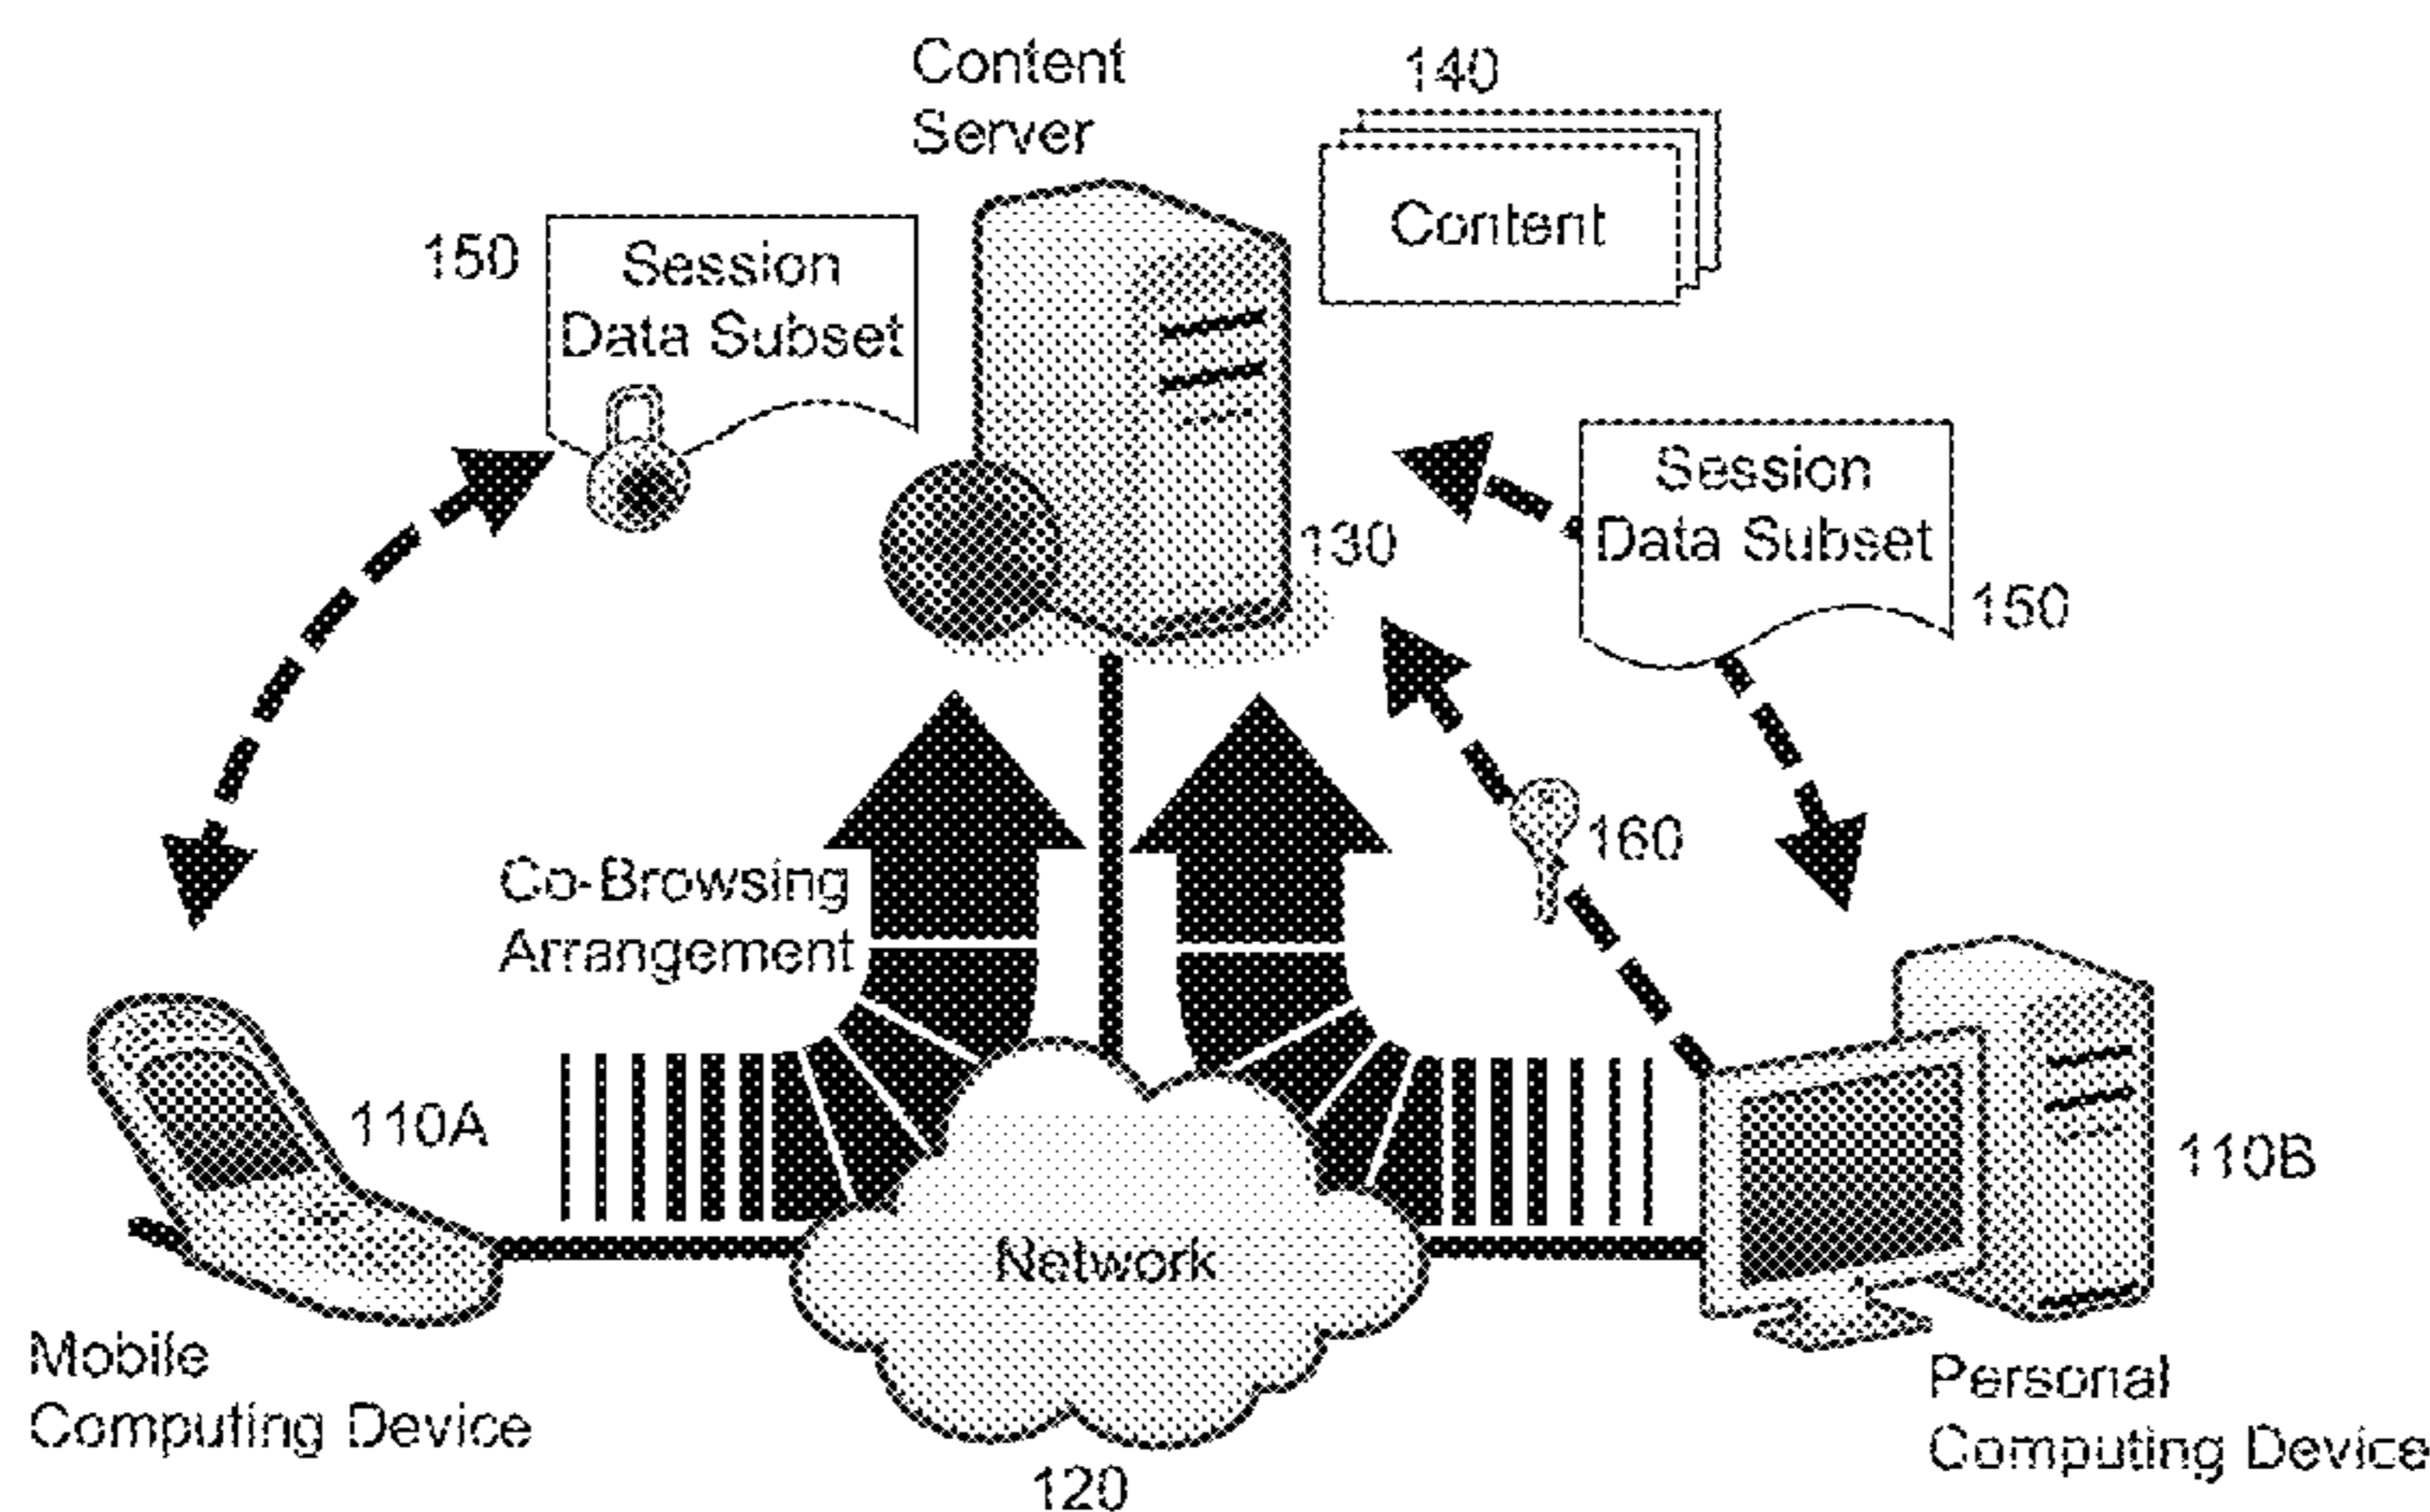 Content
Server
140
Content
150
Session
Data Subset
130
Session
Data Subset
150
160
Co-Browsing
Arrangement
110A
110B
Network
Mobile
Computing Device
Personal
Computing Device
120